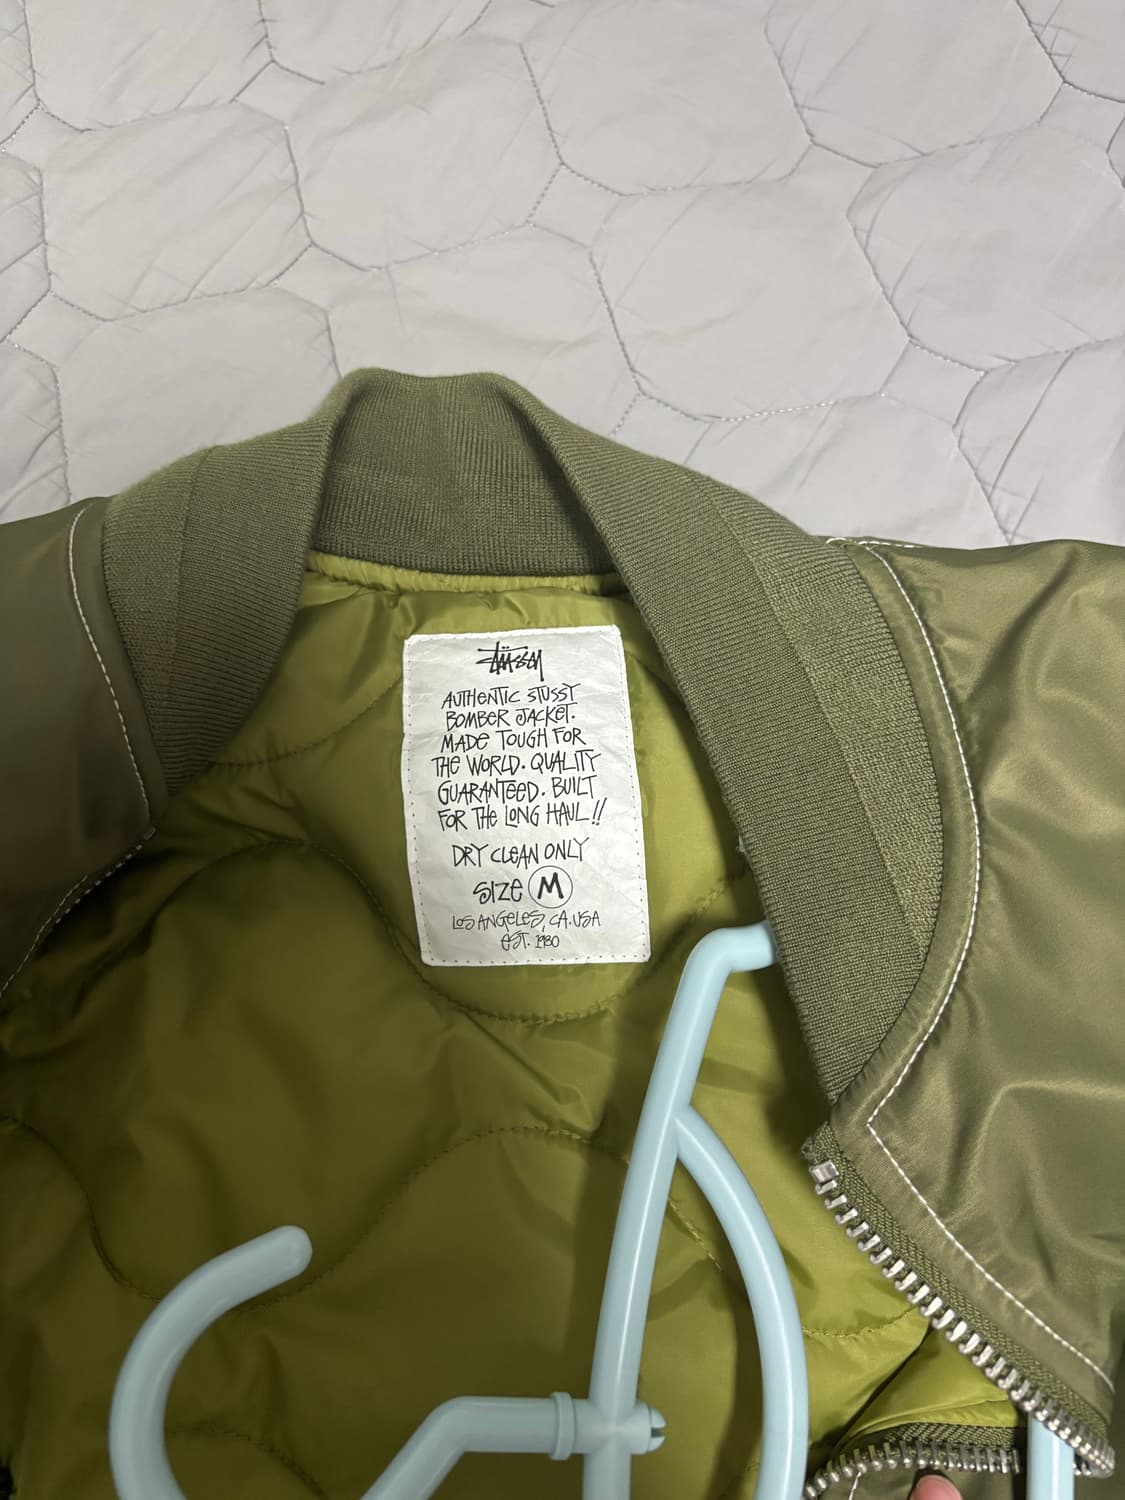 STÜSSY
AUTHENTIC STUSSY
BOMBER JACKET.
MADE TOUGH FOR
THE WORLD. QUALITY
GUARANTEED. BUILT
FOR THE LONG HAUL!!
DRY CLEAN ONLY
SIZE M
LOS ANGELES, CA. USA
EST. 1980